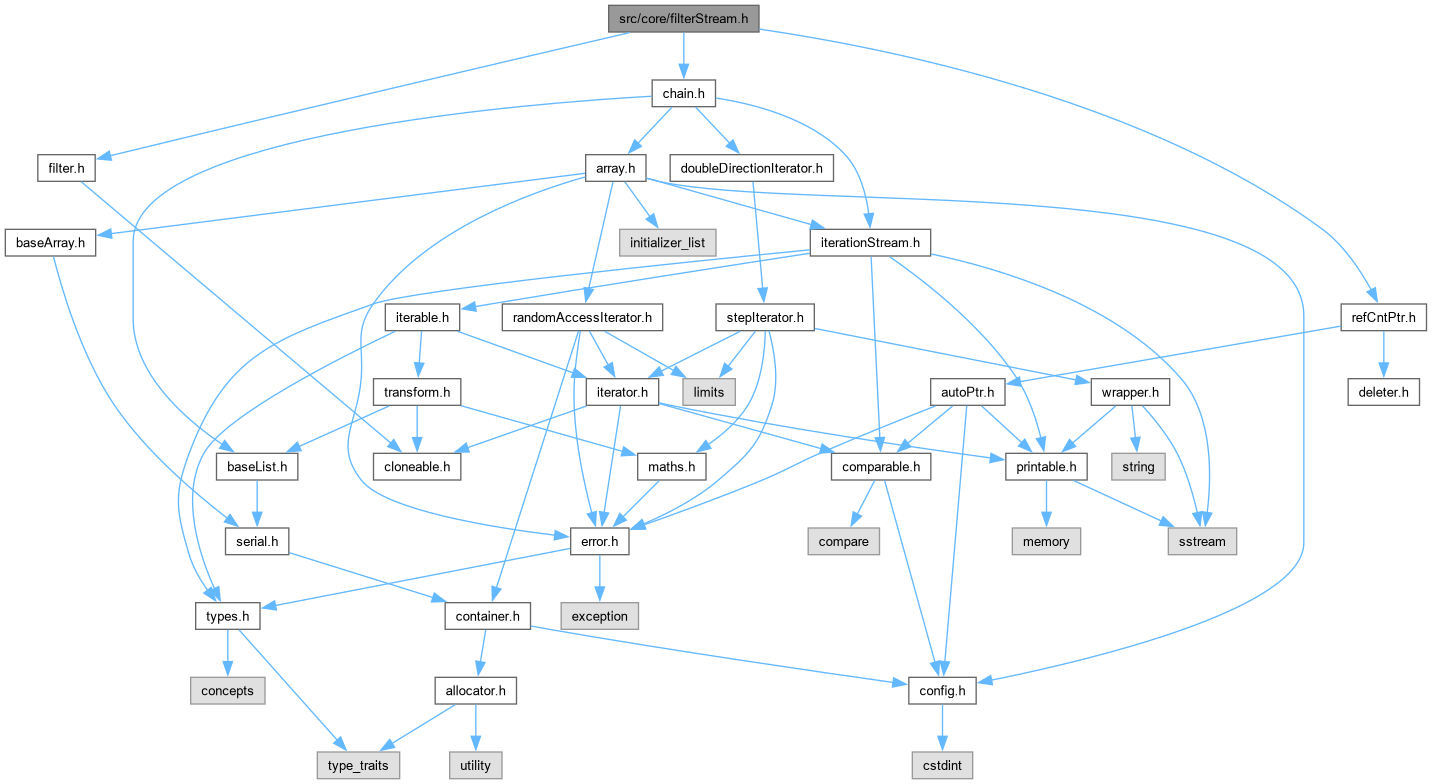 src/core/filterStream.h
chain.h
filter.h
array.h
doubleDirectionIterator.h
baseArray.h
initializer_list
iterationStream.h
iterable.h
randomAccessIterator.h
stepIterator.h
refCntPtr.h
transform.h
iterator.h
limits
autoPtr.h
wrapper.h
deleter.h
baseList.h
cloneable.h
maths.h
comparable.h
printable.h
string
serial.h
error.h
compare
memory
sstream
types.h
container.h
exception
concepts
allocator.h
config.h
type_traits
utility
cstdint